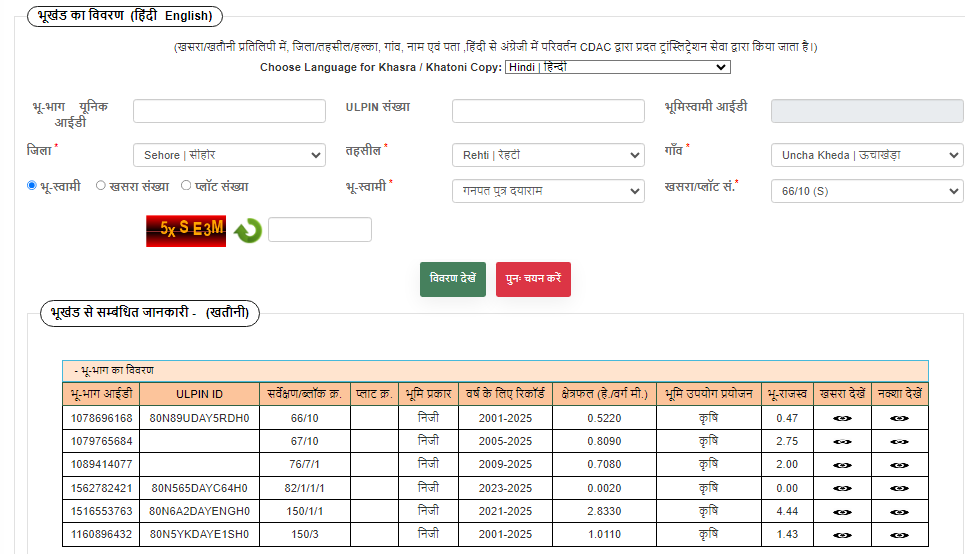 भूखंड का विवरण (हिंदी English)
(खसरा/खतौनी प्रतिलिपी में, जिला/तहसील/हल्का, गांव, नाम एवं पता ,हिंदी से अंग्रेजी में परिवर्तन CDAC द्वारा प्रदत ट्रांस्लिट्रेशन सेवा द्वारा किया जाता है।)
Choose Language for Kasra / Khatoni Copy: Hindi | हिन्दी
भू-भाग यूनिक आईडी ULPIN संख्या भूमिस्वामी आईडी
जिला * Sehore | सीहोर तहसील * Rehti | रेहटी गाँव * Uncha Kheda | ऊचाखेड़ा
भू-स्वामी खसरा संख्या प्लॉट संख्या भू-स्वामी * गनपत पुत्र दयाराम खसरा/प्लॉट सं.* 66/10 (S)
5x S E3M
विवरण देखें पुनः चयन करें
भूखंड से सम्बंधित जानकारी - (खतौनी)
- भू-भाग का विवरण
भू-भाग आईडी ULPIN ID सर्वेक्षण/ब्लॉक क्र. प्लाट क्र. भूमि प्रकार वर्ष के लिए रिकॉर्ड क्षेत्रफल (हे./वर्ग मी.) भूमि उपयोग प्रयोजन भू-राजस्व खसरा देखें नक्शा देखें
1078696168 80N89UDAY5RDH0 66/10 निजी 2001-2025 0.5220 कृषि 0.47
1079765684 67/10 निजी 2005-2025 0.8090 कृषि 2.75
1089414077 76/7/1 निजी 2009-2025 0.7080 कृषि 2.00
1562782421 80N565DAYC64H0 82/1/1/1 निजी 2023-2025 0.0020 कृषि 0.00
1516553763 80N6A2DAYENGH0 150/1/1 निजी 2021-2025 2.8330 कृषि 4.44
1160896432 80N5YKDAYE1SH0 150/3 निजी 2001-2025 1.0110 कृषि 1.43